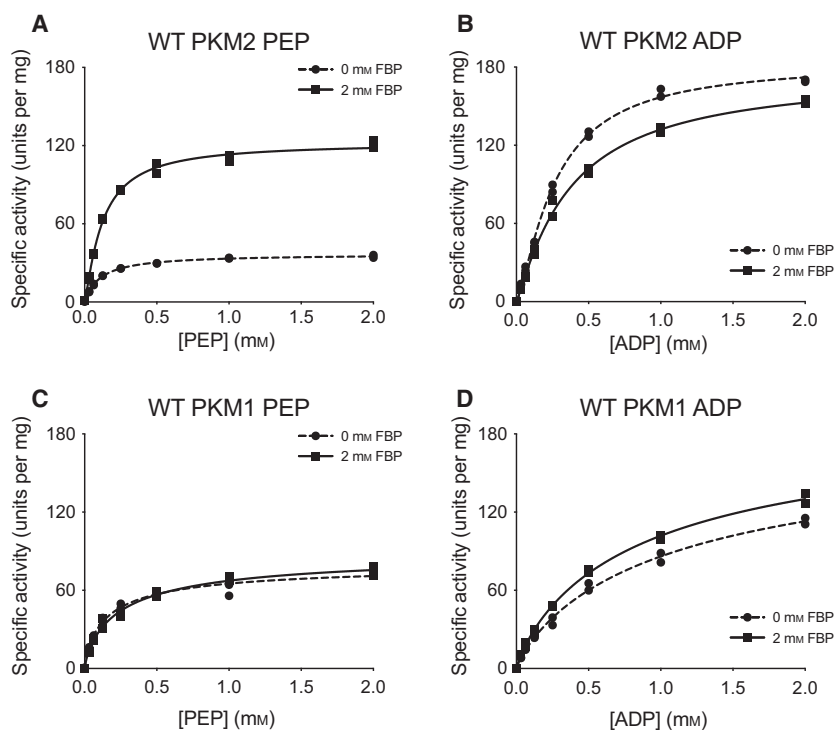 A
WT PKM2 PEP
Specific activity (units per mg)
180
120
60
0
0.0 0.5 1.0 1.5 2.0
[PEP] (mM)
0 mM FBP
2 mM FBP
B
WT PKM2 ADP
Specific activity (units per mg)
180
120
60
0
0.0 0.5 1.0 1.5 2.0
[ADP] (mM)
0 mM FBP
2 mM FBP
C
WT PKM1 PEP
Specific activity (units per mg)
180
120
60
0
0.0 0.5 1.0 1.5 2.0
[PEP] (mM)
0 mM FBP
2 mM FBP
D
WT PKM1 ADP
Specific activity (units per mg)
180
120
60
0
0.0 0.5 1.0 1.5 2.0
[ADP] (mM)
0 mM FBP
2 mM FBP